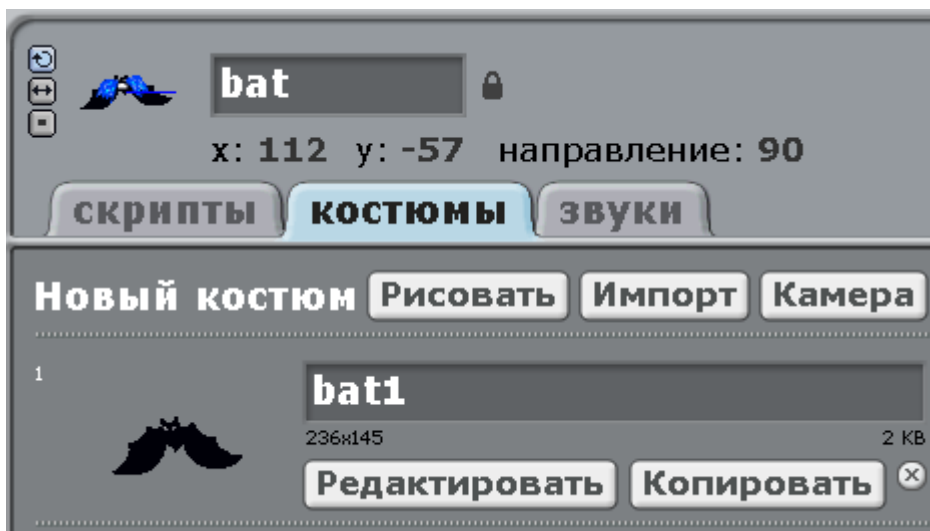 bat
x: 112 y: -57 направление: 90
скрипты костюмы звуки
Новый костюм Рисовать Импорт Камера
1
bat1
236x145 2 KB
Редактировать Копировать